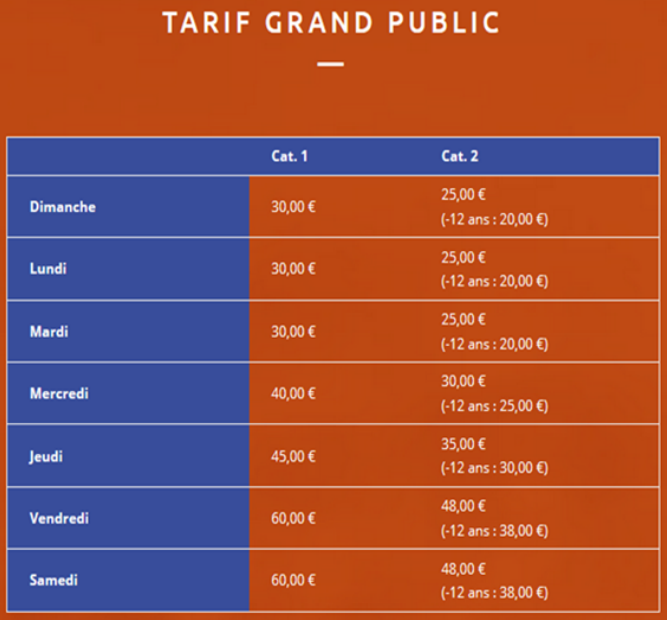 TARIF GRAND PUBLIC
Cat. 1 Cat. 2
Dimanche 30,00 € 25,00 €
(-12 ans : 20,00 €)
Lundi 30,00 € 25,00 €
(-12 ans : 20,00 €)
Mardi 30,00 € 25,00 €
(-12 ans : 20,00 €)
Mercredi 40,00 € 30,00 €
(-12 ans : 25,00 €)
Jeudi 45,00 € 35,00 €
(-12 ans : 30,00 €)
Vendredi 60,00 € 48,00 €
(-12 ans : 38,00 €)
Samedi 60,00 € 48,00 €
(-12 ans : 38,00 €)